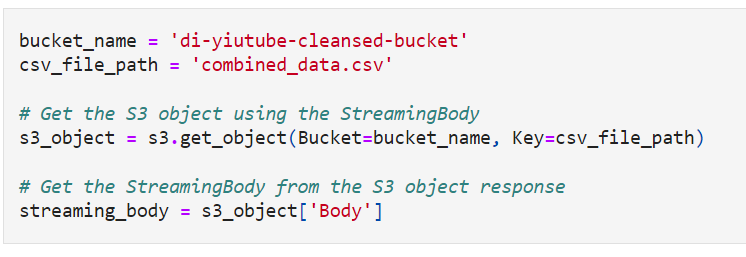 bucket_name = 'di-yiutube-cleansed-bucket'
csv_file_path = 'combined_data.csv'
# Get the S3 object using the StreamingBody
s3_object = s3.get_object(Bucket=bucket_name, Key=csv_file_path)
# Get the StreamingBody from the S3 object response
streaming_body = s3_object['Body']